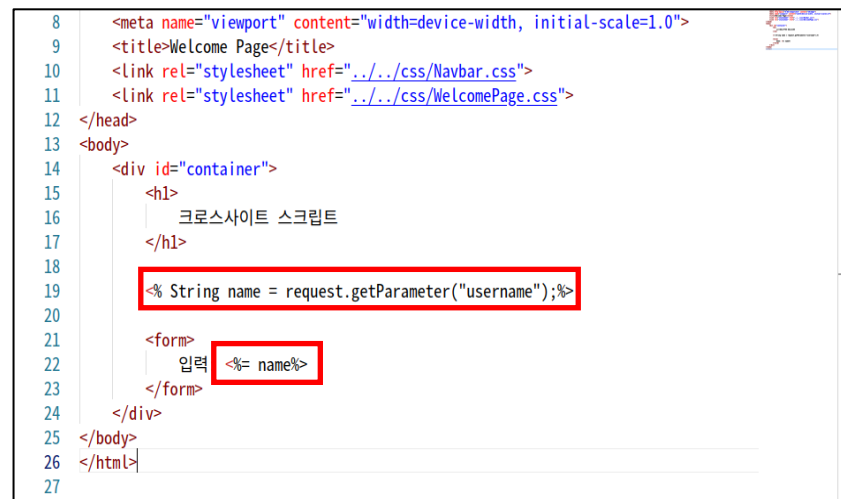 8 <meta name="viewport" content="width=device-width, initial-scale=1.0">
9 <title>Welcome Page</title>
10 <link rel="stylesheet" href="../../css/Navbar.css">
11 <link rel="stylesheet" href="../../css/WelcomePage.css">
12 </head>
13 <body>
14 <div id="container">
15 <h1>
16 크로스사이트 스크립트
17 </h1>
18
19 <% String name = request.getParameter("username");%>
20
21 <form>
22 입력 <%= name%>
23 </form>
24 </div>
25 </body>
26 </html>
27